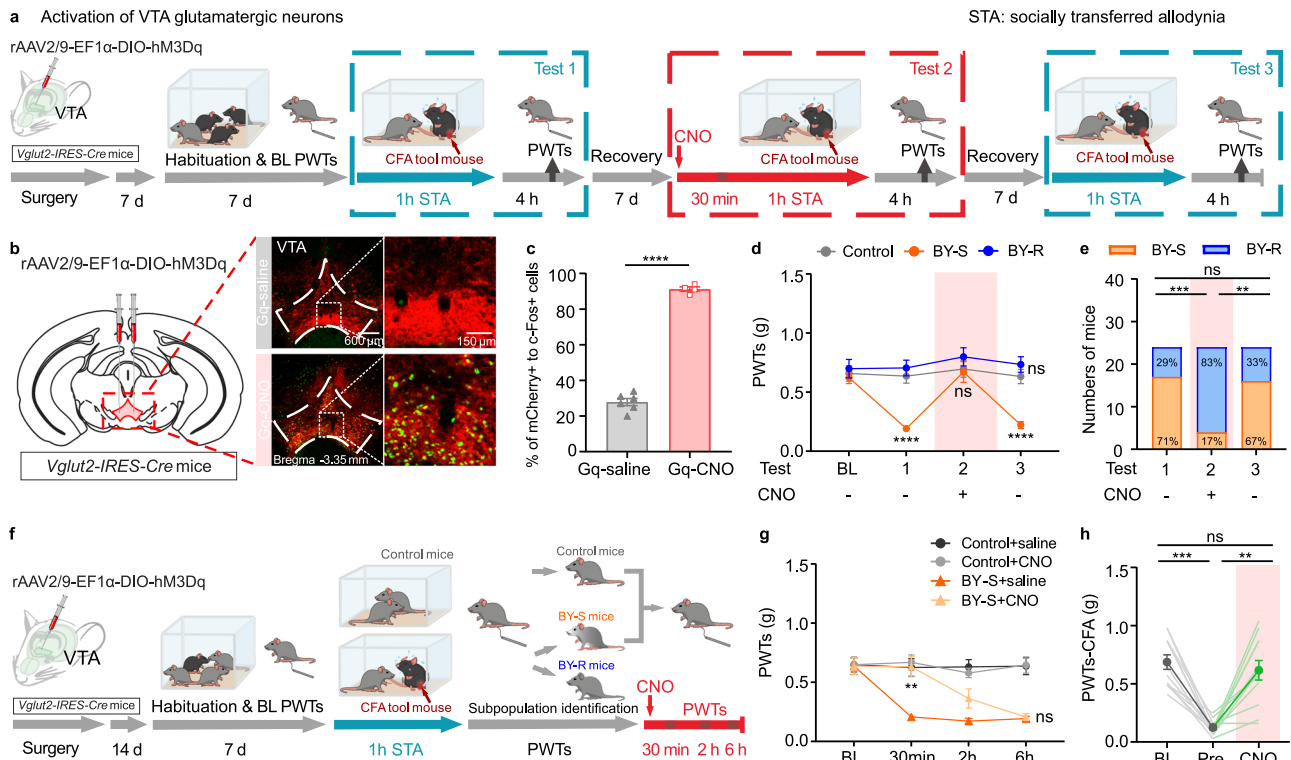 a Activation of VTA glutamatergic neurons
STA: socially transferred allodynia
rAAV2/9-EF1α-DIO-hM3Dq
VTA
Vglut2-IRES-Cre mice
Surgery
7 d
Habituation & BL PWTs
7 d
Test 1
CFA tool mouse
1h STA
PWTs
4 h
Recovery
7 d
Test 2
CNO
CFA tool mouse
30 min
1h STA
PWTs
4 h
Recovery
7 d
Test 3
CFA tool mouse
1h STA
PWTs
4 h
b
rAAV2/9-EF1α-DIO-hM3Dq
Vglut2-IRES-Cre mice
Gq-saline
VTA
600 μm
150 μm
Gq-CNO
Bregma -3.35 mm
c
% of mCherry+ to c-Fos+ cells
100
80
60
40
20
0
****
Gq-saline
Gq-CNO
d
Control
BY-S
BY-R
PWTs (g)
1.5
1.0
0.5
0.0
****
ns
****
ns
Test BL 1 2 3
CNO - - + -
e
BY-S
BY-R
ns
*** **
Numbers of mice
40
30
20
10
0
29% 83% 33%
71% 17% 67%
Test 1 2 3
CNO - + -
f
rAAV2/9-EF1α-DIO-hM3Dq
VTA
Vglut2-IRES-Cre mice
Surgery
14 d
Habituation & BL PWTs
7 d
Control mice
CFA tool mouse
1h STA
Control mice
BY-S mice
BY-R mice
Subpopulation identification
PWTs
CNO
PWTs
30 min 2 h 6 h
g
Control+saline
Control+CNO
BY-S+saline
BY-S+CNO
PWTs (g)
1.5
1.0
0.5
0.0
**
ns
BL 30min 2h 6h
h
ns
*** **
PWTs-CFA (g)
1.5
1.0
0.5
0.0
BL Pre CNO